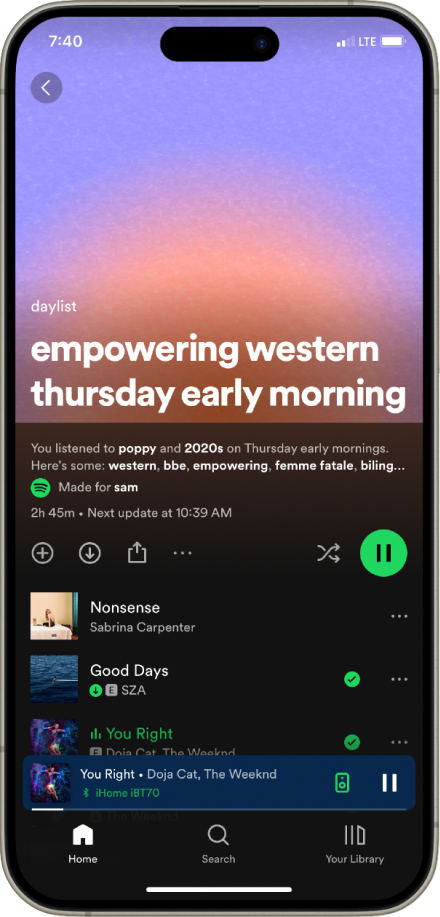 7:40
LTE
daylist
empowering western
thursday early morning
You listened to poppy and 2020s on Thursday early mornings.
Here's some: western, bbe, empowering, femme fatale, biling...
Made for sam
2h 45m • Next update at 10:39 AM
Nonsense
Sabrina Carpenter
Good Days
E SZA
You Right
E Doja Cat, The Weeknd
You Right • Doja Cat, The Weeknd
iHome iBT70
The Weeknd
Home
Search
Your Library